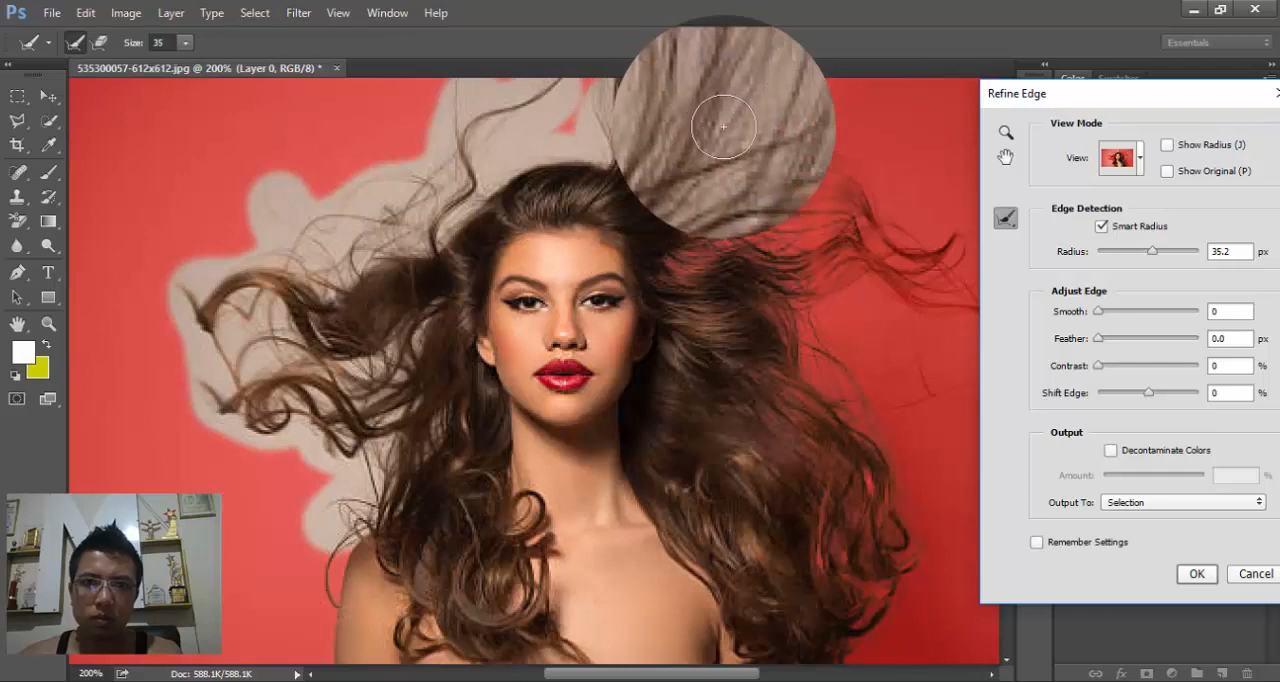 Ps File Edit Image Layer Type Select Filter View Window Help
Size: 35 Essentials
535300057-612x612.jpg @ 200% (Layer 0, RGB/8) * ×
Color Swatches
Refine Edge
View Mode
View: Show Radius (J)
Show Original (P)
Edge Detection
Smart Radius
Radius: 35.2 px
Adjust Edge
Smooth: 0
Feather: 0.0 px
Contrast: 0 %
Shift Edge: 0 %
Output
Decontaminate Colors
Amount: %
Output To: Selection
Remember Settings
OK Cancel
200% Doc: 588.1K/588.1K